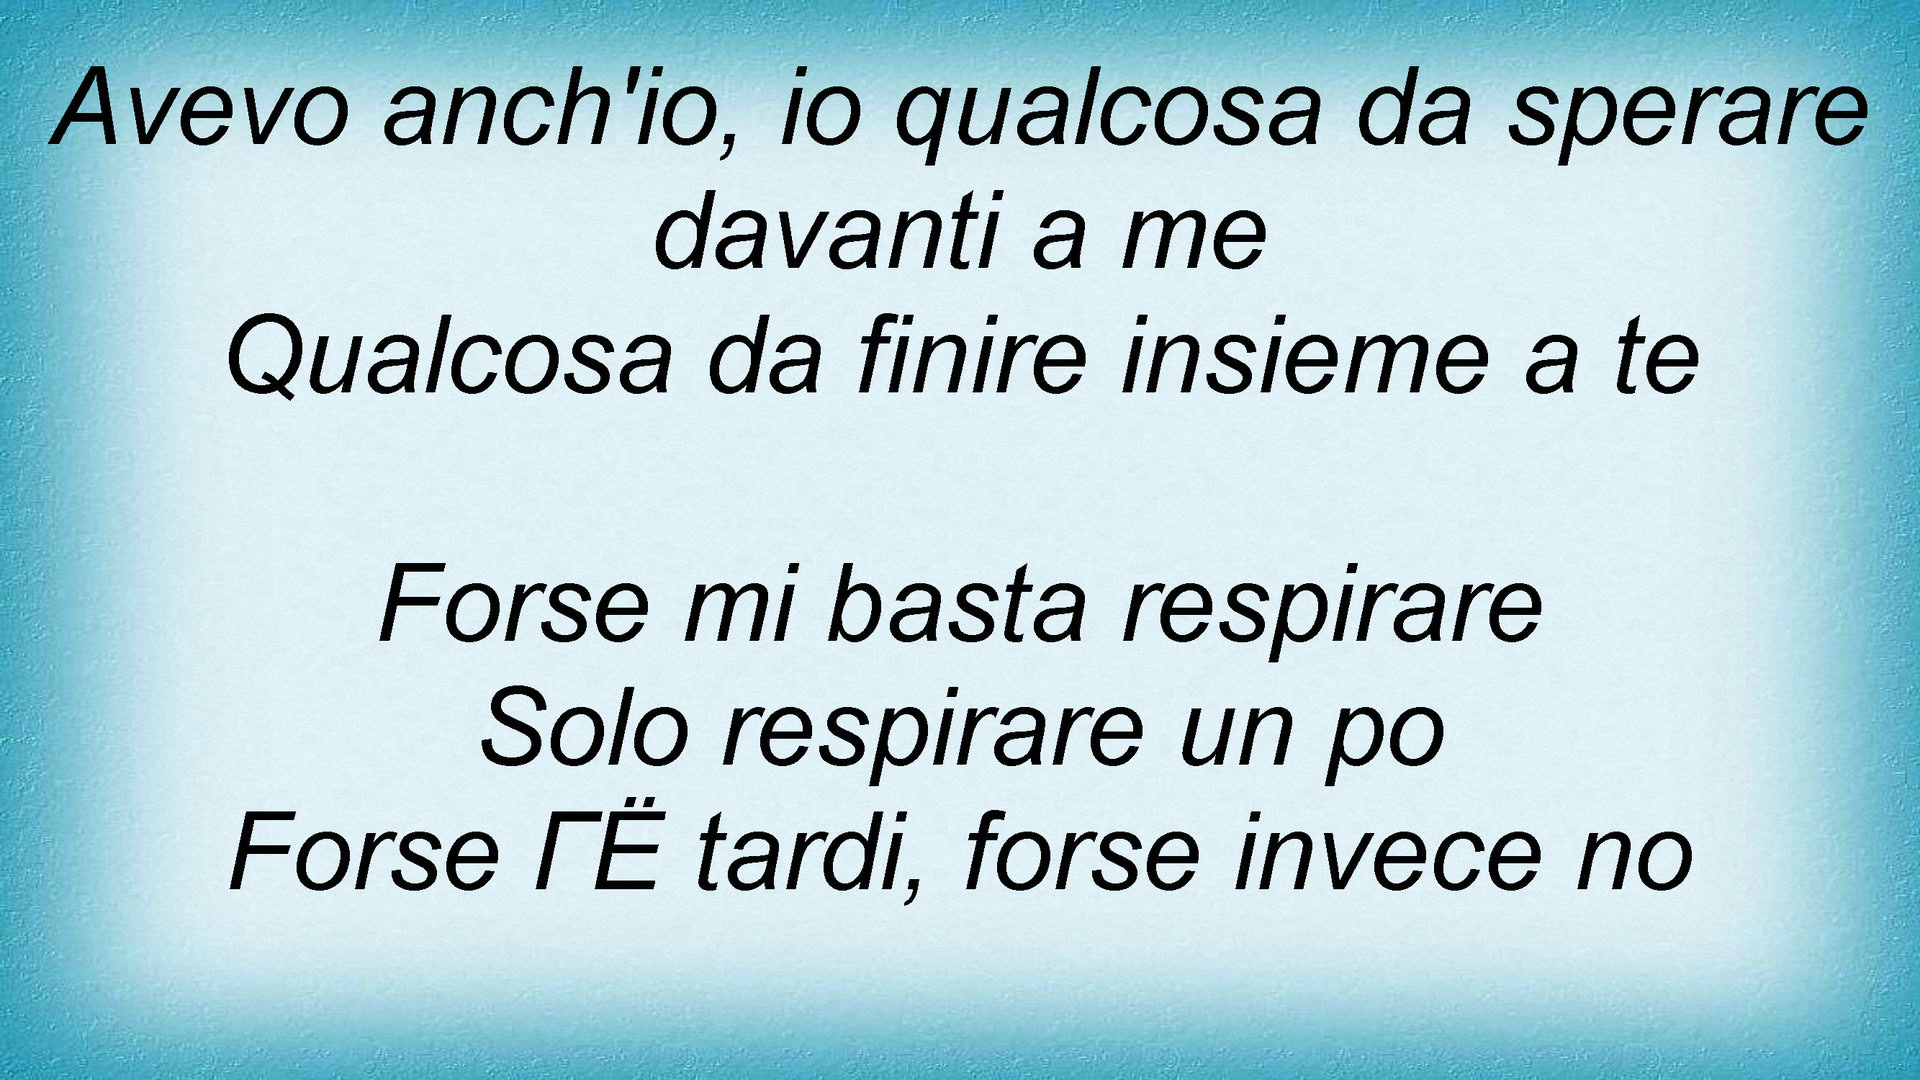 Avevo anch'io, io qualcosa da sperare
davanti a me
Qualcosa da finire insieme a te
Forse mi basta respirare
Solo respirare un po
Forse ГЁ tardi, forse invece no